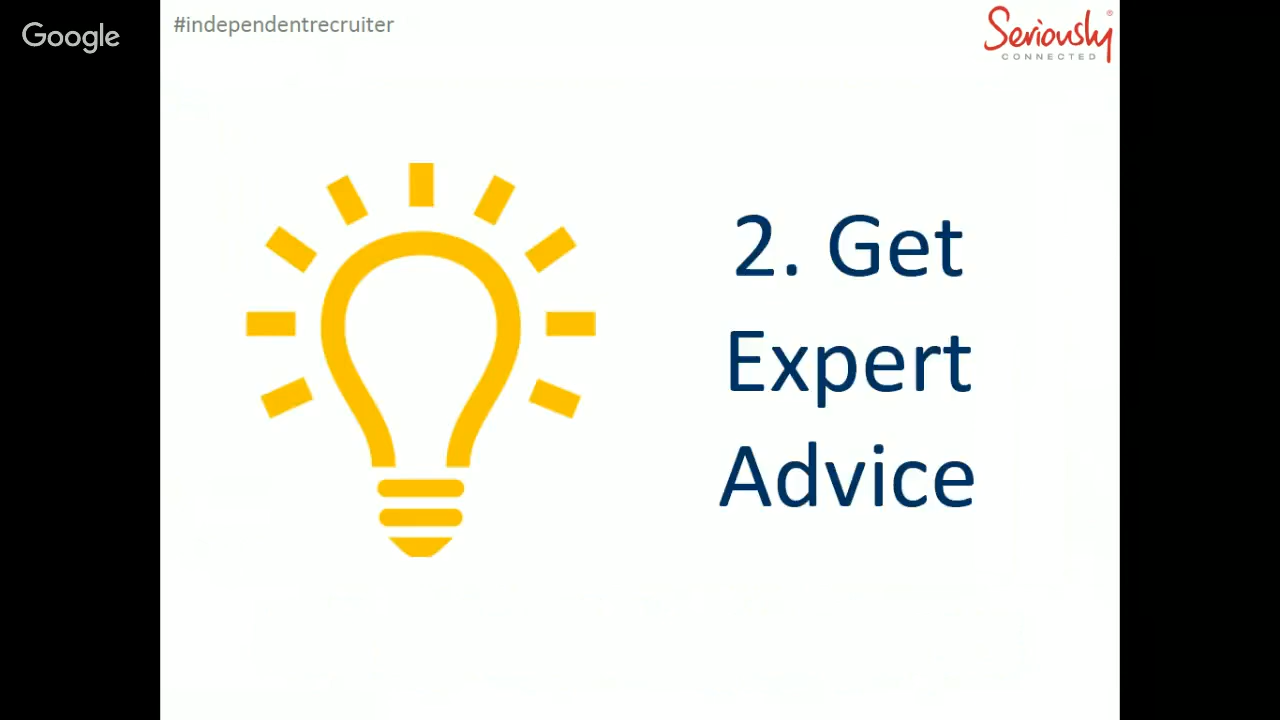 Google
#independentrecruiter
Seriously®
CONNECTED
2. Get
Expert
Advice